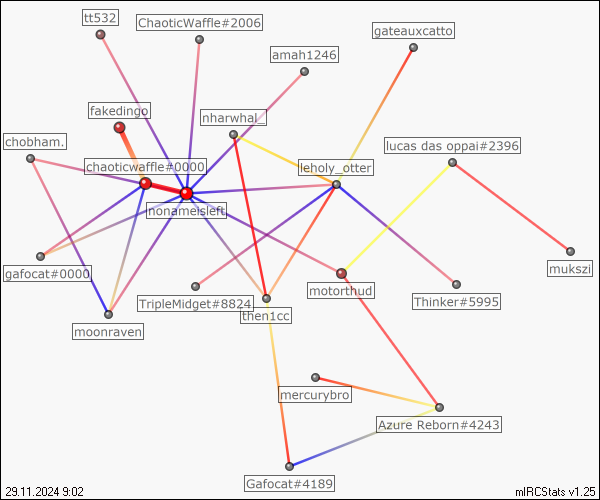 tt532
ChaoticWaffle#2006
gateauxcatto
amah1246
fakedingo
nharwhal_
chobham.
lucas das oppai#2396
chaoticwaffle#0000
leholy_otter
nonameisleft
gafocat#0000
mukszi
motorthud
TripleMidget#8824
Thinker#5995
then1cc
moonraven
mercurybro
Azure Reborn#4243
Gafocat#4189
29.11.2024 9:02
mIRCStats v1.25